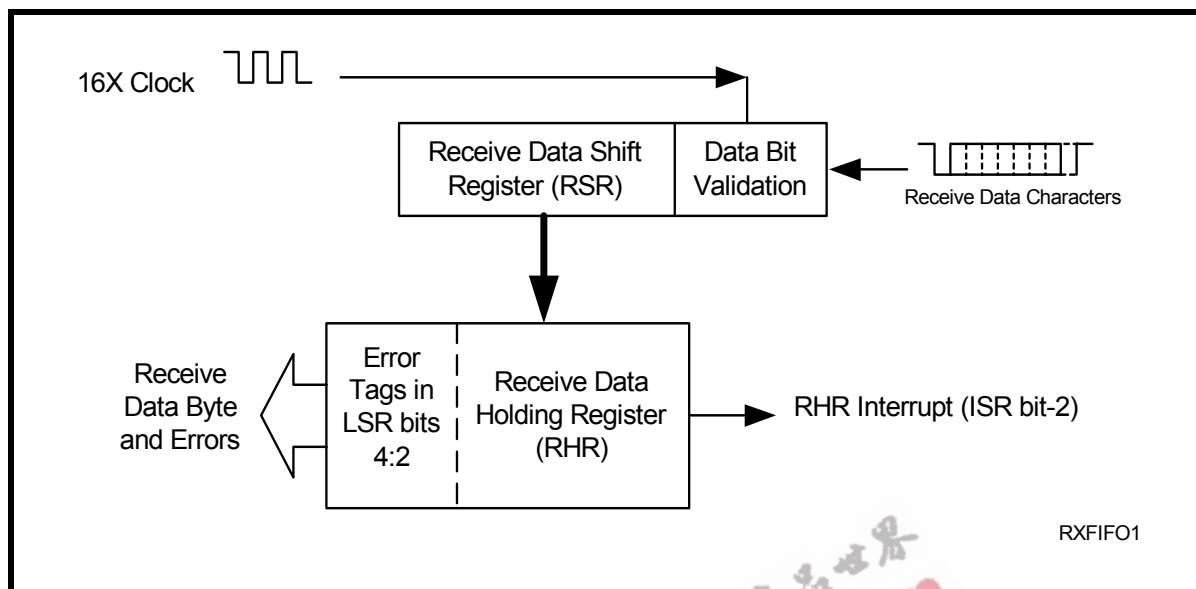 16X Clock
Receive Data Shift
Register (RSR)
Data Bit
Validation
Receive Data Characters
Receive
Data Byte
and Errors
Error
Tags in
LSR bits
4:2
Receive Data
Holding Register
(RHR)
RHR Interrupt (ISR bit-2)
RXFIFO1